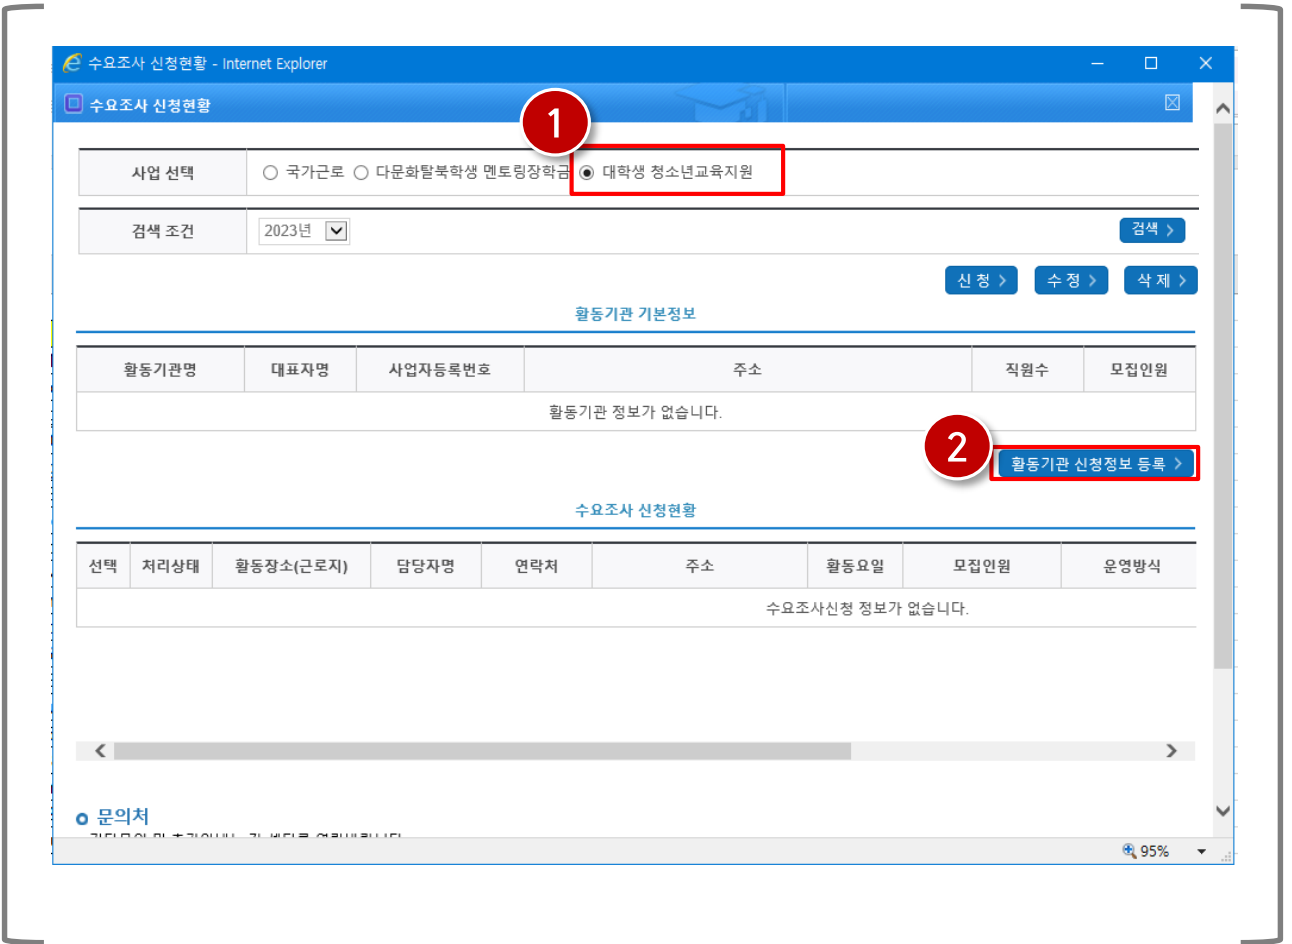 수요조사 신청현황 - Internet Explorer
수요조사 신청현황
1
사업 선택 국가근로 다문화탈북학생 멘토링장학금 대학생 청소년교육지원
검색 조건 2023년 검색
신 청 수 정 삭 제
활동기관 기본정보
활동기관명 대표자명 사업자등록번호 주소 직원수 모집인원
활동기관 정보가 없습니다.
2
활동기관 신청정보 등록
수요조사 신청현황
선택 처리상태 활동장소(근로지) 담당자명 연락처 주소 활동요일 모집인원 운영방식
수요조사신청 정보가 없습니다.
문의처
95%